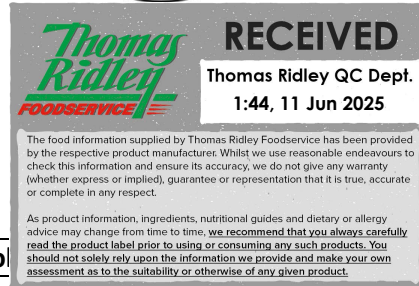 Thomas
Ridley
FOODSERVICE
RECEIVED
Thomas Ridley QC Dept.
1:44, 11 Jun 2025
The food information supplied by Thomas Ridley Foodservice has been provided
by the respective product manufacturer. Whilst we use reasonable endeavours to
check this information and ensure its accuracy, we do not give any warranty
(whether express or implied), guarantee or representation that it is true, accurate
or complete in any respect.
As product information, ingredients, nutritional guides and dietary or allergy
advice may change from time to time, we recommend that you always carefully
read the product label prior to using or consuming any such products. You
should not solely rely upon the information we provide and make your own
assessment as to the suitability or otherwise of any given product.